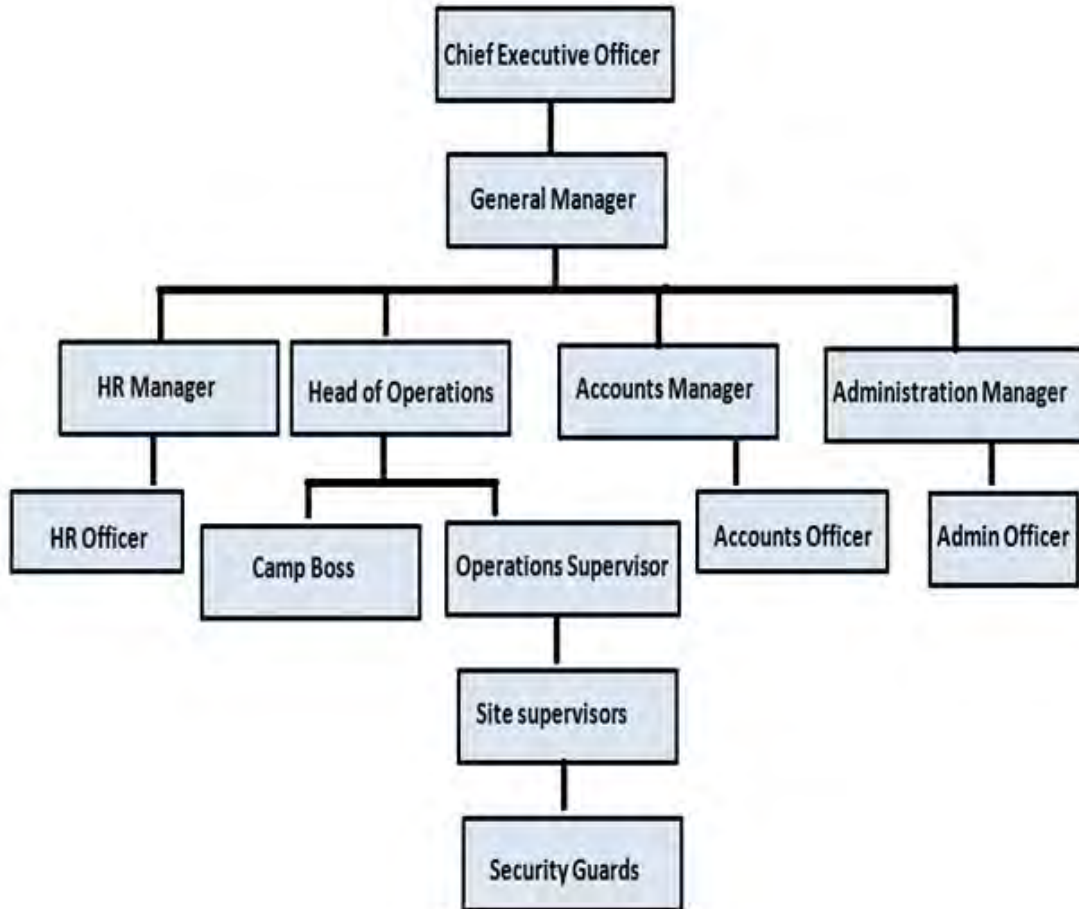 Chief Executive Officer
General Manager
HR Manager
Head of Operations
Accounts Manager
Administration Manager
HR Officer
Camp Boss
Operations Supervisor
Accounts Officer
Admin Officer
Site supervisors
Security Guards